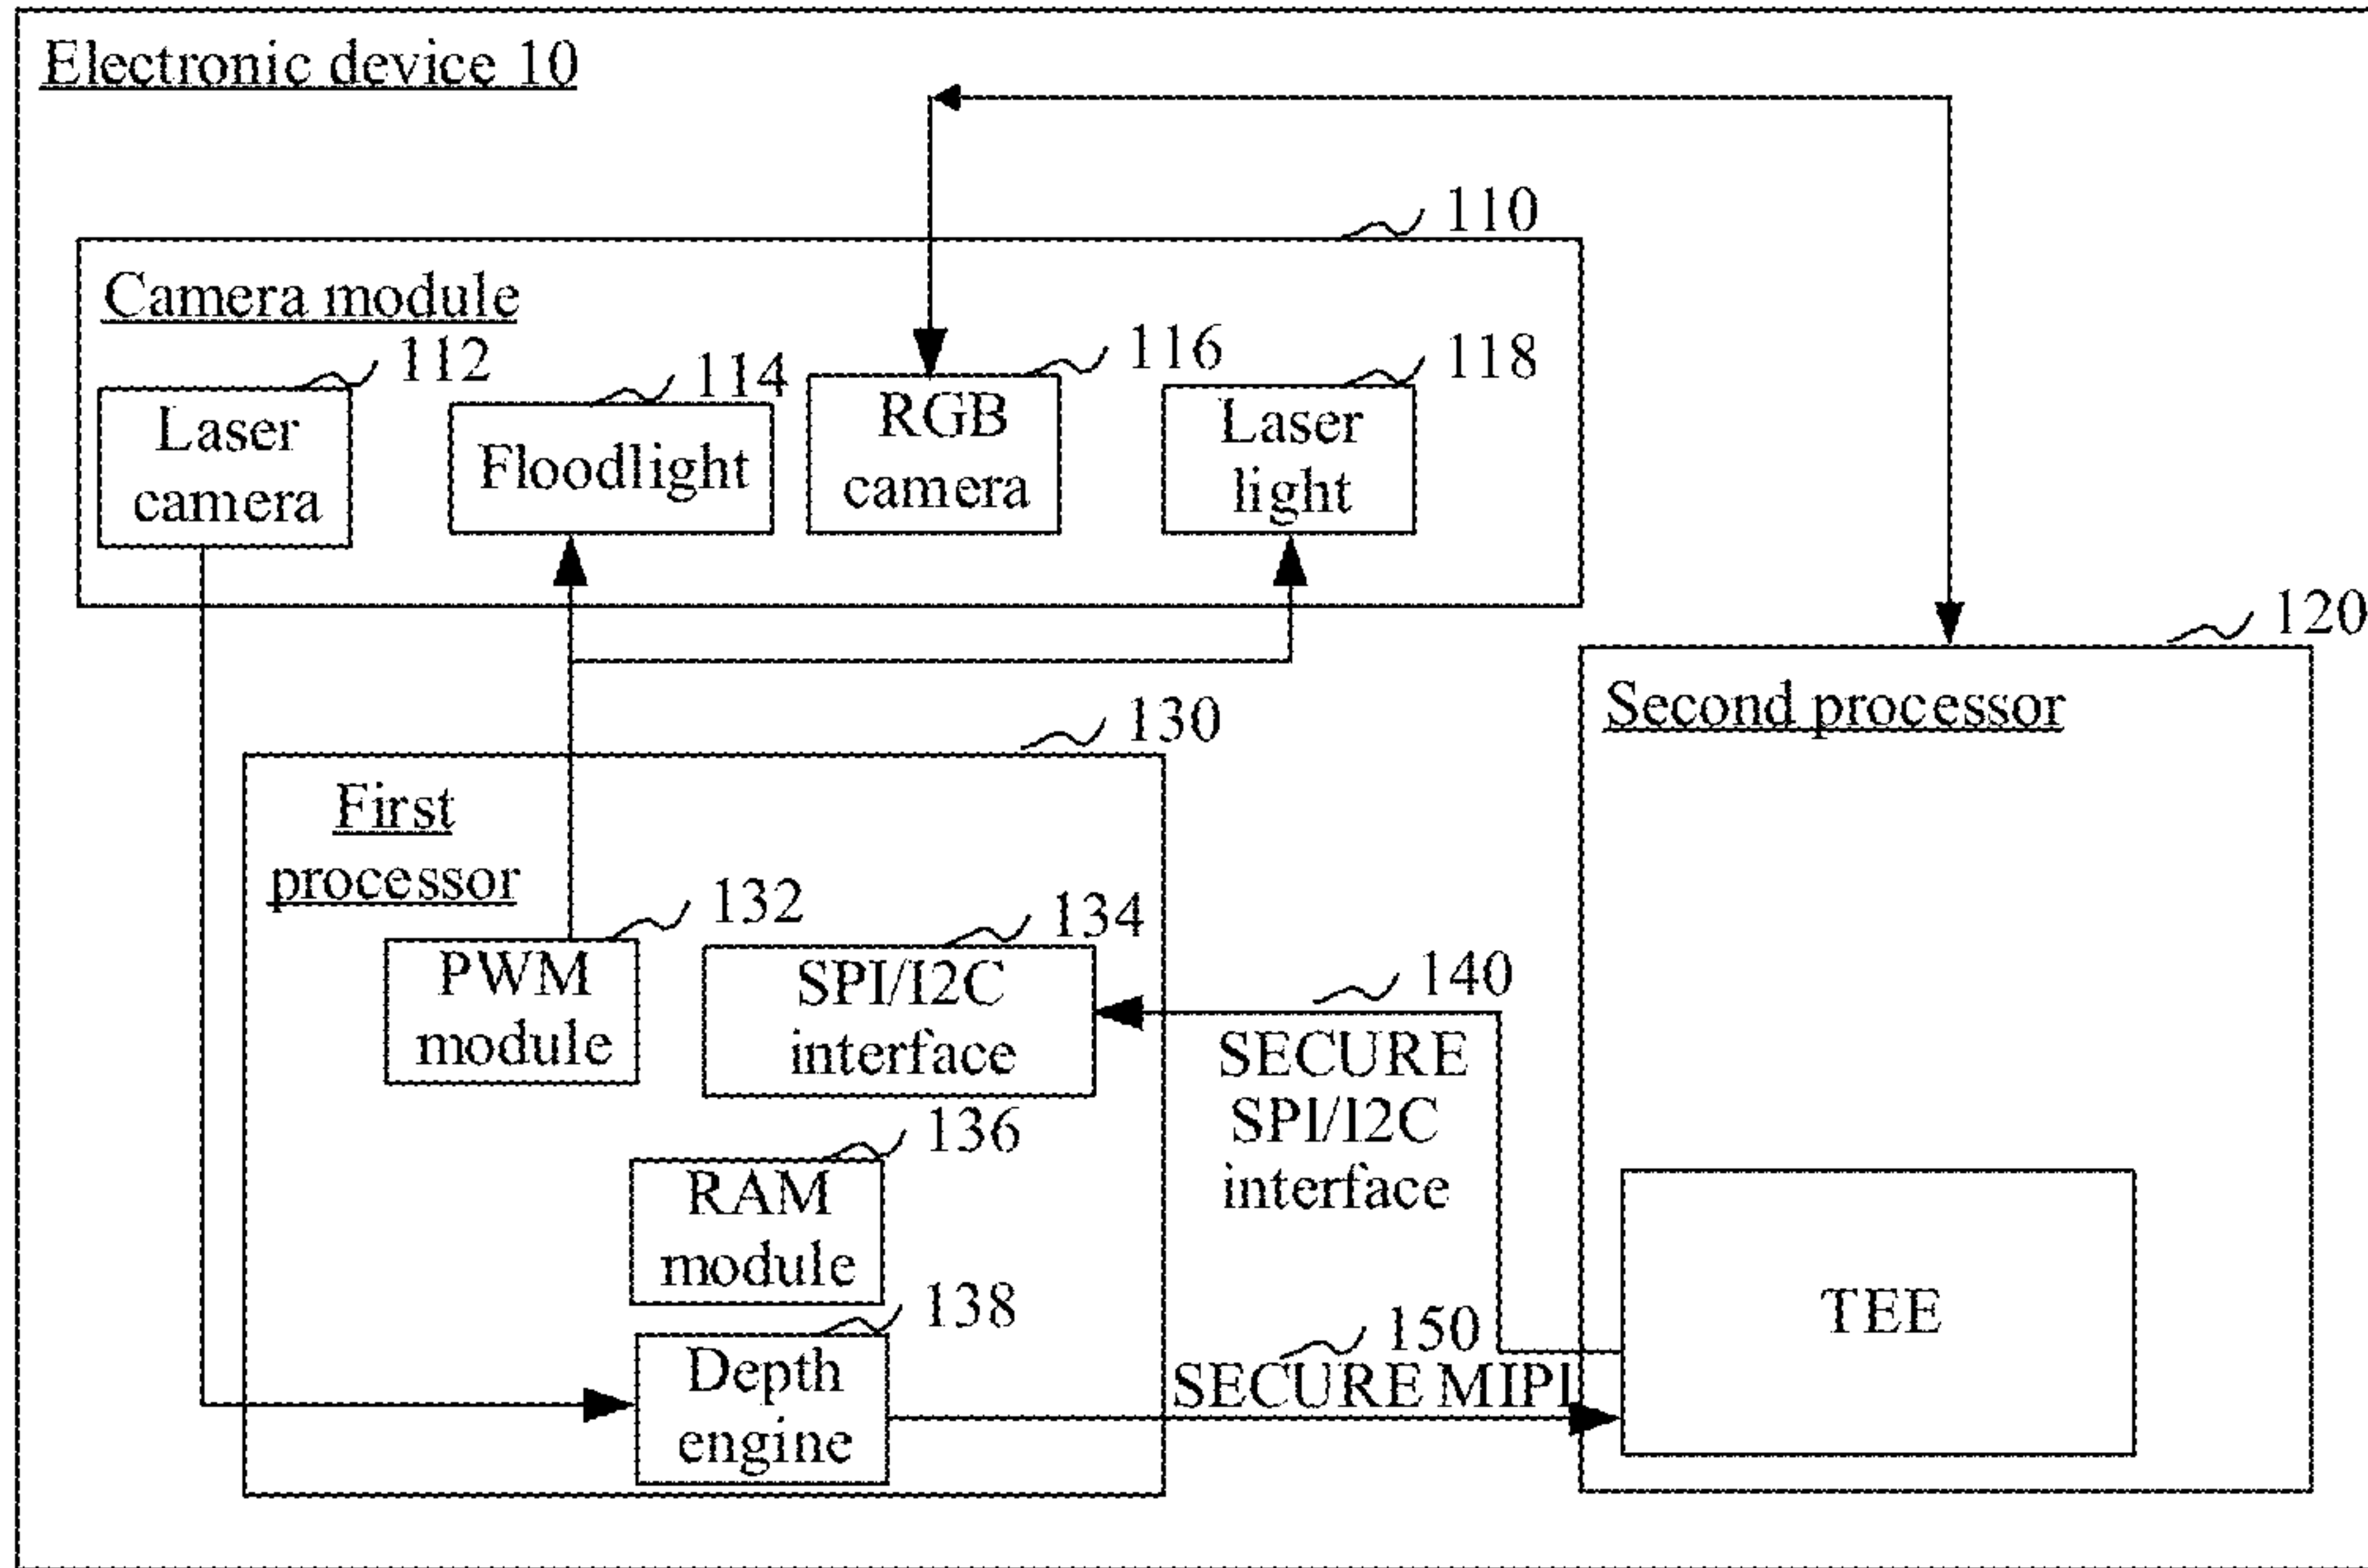 Electronic device 10
110
Camera module
112
114
116
118
Laser
camera
Floodlight
RGB
camera
Laser
light
120
Second processor
130
First
processor
132
134
PWM
module
SPI/I2C
interface
140
SECURE
SPI/I2C
interface
136
RAM
module
138
Depth
engine
150
SECURE MIPI
TEE